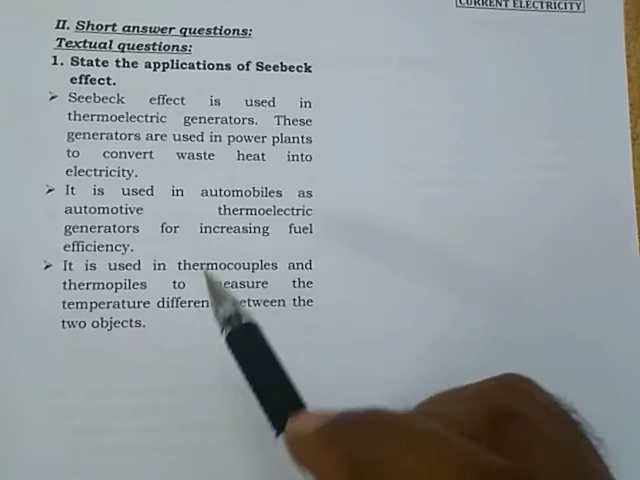 CURRENT ELECTRICITY
II. Short answer questions:
Textual questions:
1. State the applications of Seebeck
effect.
➤ Seebeck effect is used in
thermoelectric generators. These
generators are used in power plants
to convert waste heat into
electricity.
➤ It is used in automobiles as
automotive thermoelectric
generators for increasing fuel
efficiency.
➤ It is used in thermocouples and
thermopiles to measure the
temperature difference between the
two objects.